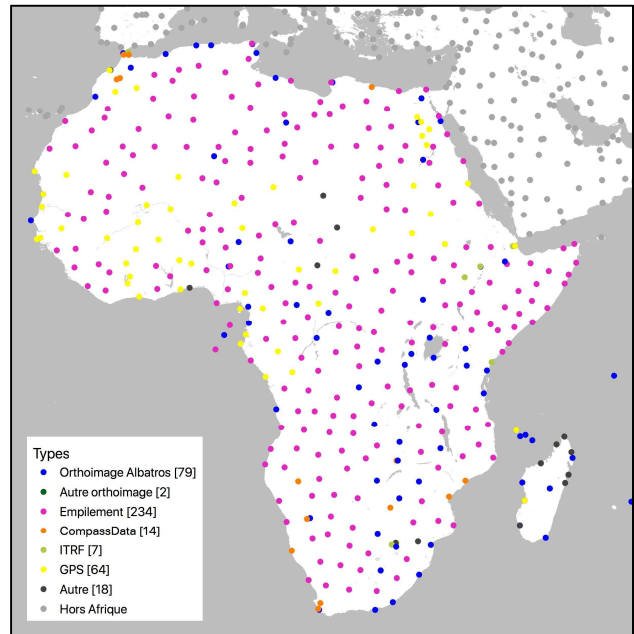 Types
Orthoimage Albatros [79]
Autre orthoimage [2]
Empilement [234]
CompassData [14]
ITRF [7]
GPS [64]
Autre [18]
Hors Afrique